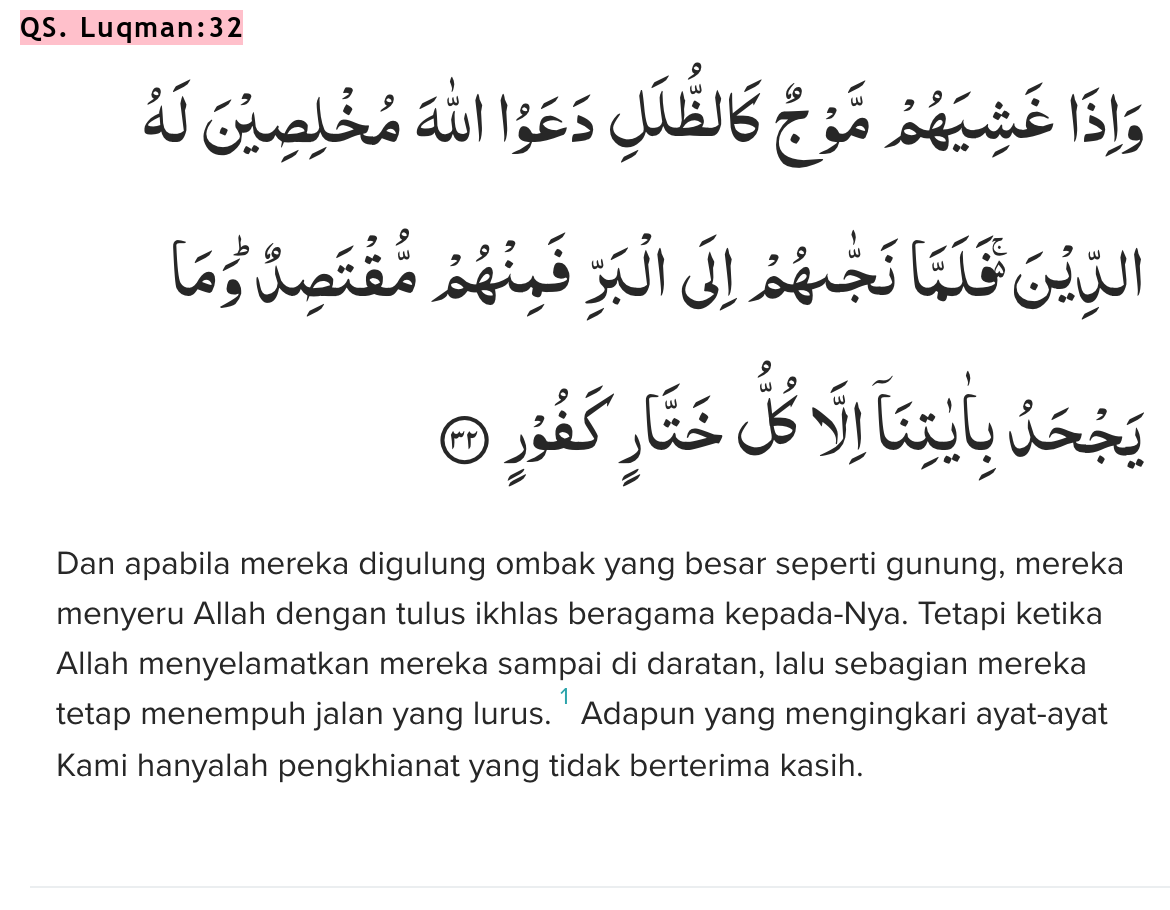 QS. Luqman:32
وَاِذَا غَشِيَهُمْ مَّوْجٌ كَالظُّلَلِ دَعَوُا اللّٰهَ مُخْلِصِيْنَ لَهُ
الدِّيْنَ ەۚ فَلَمَّا نَجّٰىهُمْ اِلَى الْبَرِّ فَمِنْهُمْ مُّقْتَصِدٌۗ وَمَا
يَجْحَدُ بِاٰيٰتِنَآ اِلَّا كُلُّ خَتَّارٍ كَفُوْرٍ ٣٢
Dan apabila mereka digulung ombak yang besar seperti gunung, mereka
menyeru Allah dengan tulus ikhlas beragama kepada-Nya. Tetapi ketika
Allah menyelamatkan mereka sampai di daratan, lalu sebagian mereka
tetap menempuh jalan yang lurus. 1 Adapun yang mengingkari ayat-ayat
Kami hanyalah pengkhianat yang tidak berterima kasih.